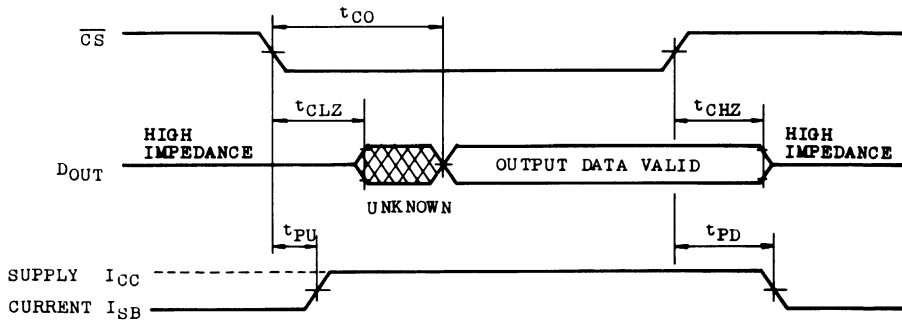 tCO
CS
tCLZ
tCHZ
HIGH
IMPEDANCE
HIGH
IMPEDANCE
DOUT
OUTPUT DATA VALID
UNKNOWN
tPU
tPD
SUPPLY ICC
CURRENT ISB